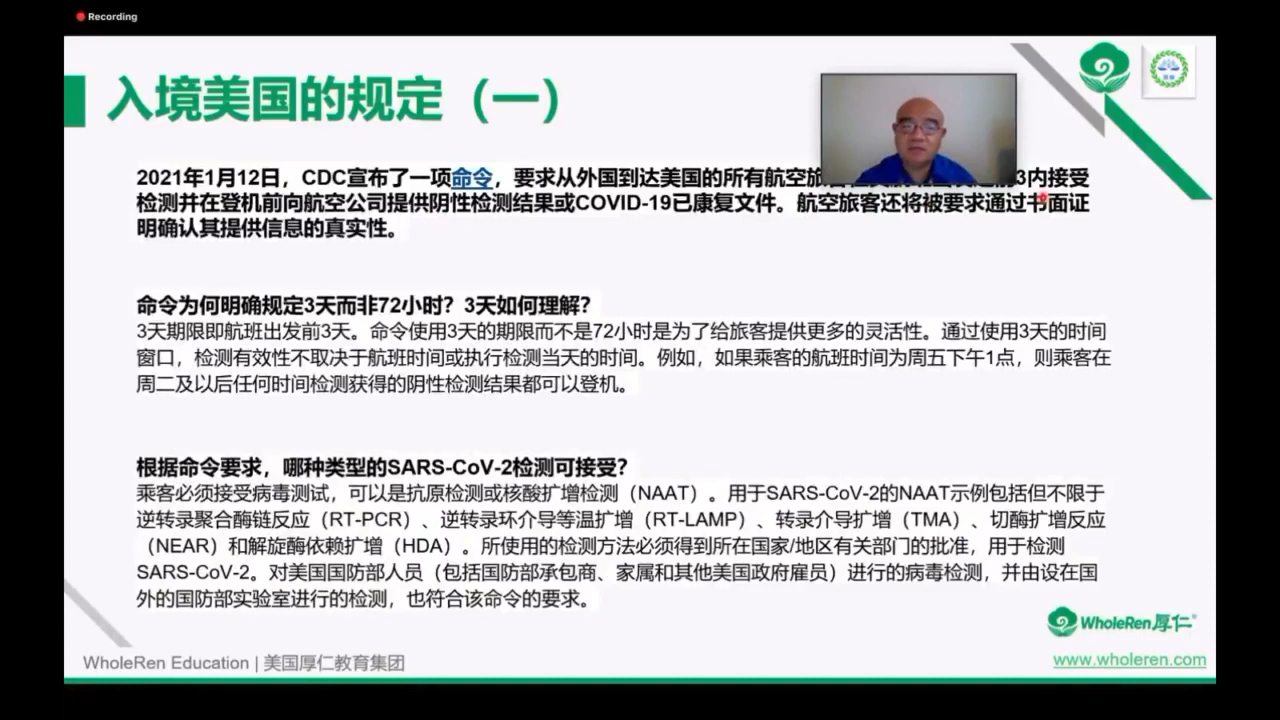 Recording
入境美国的规定（一）
2021年1月12日，CDC宣布了一项命令，要求从外国到达美国的所有航空旅 3内接受
检测并在登机前向航空公司提供阴性检测结果或COVID-19已康复文件。航空旅客还将被要求通过书面证
明确认其提供信息的真实性。
命令为何明确规定3天而非72小时？3天如何理解？
3天期限即航班出发前3天。命令使用3天的期限而不是72小时是为了给旅客提供更多的灵活性。通过使用3天的时间
窗口，检测有效性不取决于航班时间或执行检测当天的时间。例如，如果乘客的航班时间为周五下午1点，则乘客在
周二及以后任何时间检测获得的阴性检测结果都可以登机。
根据命令要求，哪种类型的SARS-CoV-2检测可接受？
乘客必须接受病毒测试，可以是抗原检测或核酸扩增检测（NAAT）。用于SARS-CoV-2的NAAT示例包括但不限于
逆转录聚合酶链反应（RT-PCR）、逆转录环介导等温扩增（RT-LAMP）、转录介导扩增（TMA）、切酶扩增反应
（NEAR）和解旋酶依赖扩增（HDA）。所使用的检测方法必须得到所在国家/地区有关部门的批准，用于检测
SARS-CoV-2。对美国国防部人员（包括国防部承包商、家属和其他美国政府雇员）进行的病毒检测，并由设在国
外的国防部实验室进行的检测，也符合该命令的要求。
WholeRen厚仁
WholeRen Education | 美国厚仁教育集团
www.wholeren.com